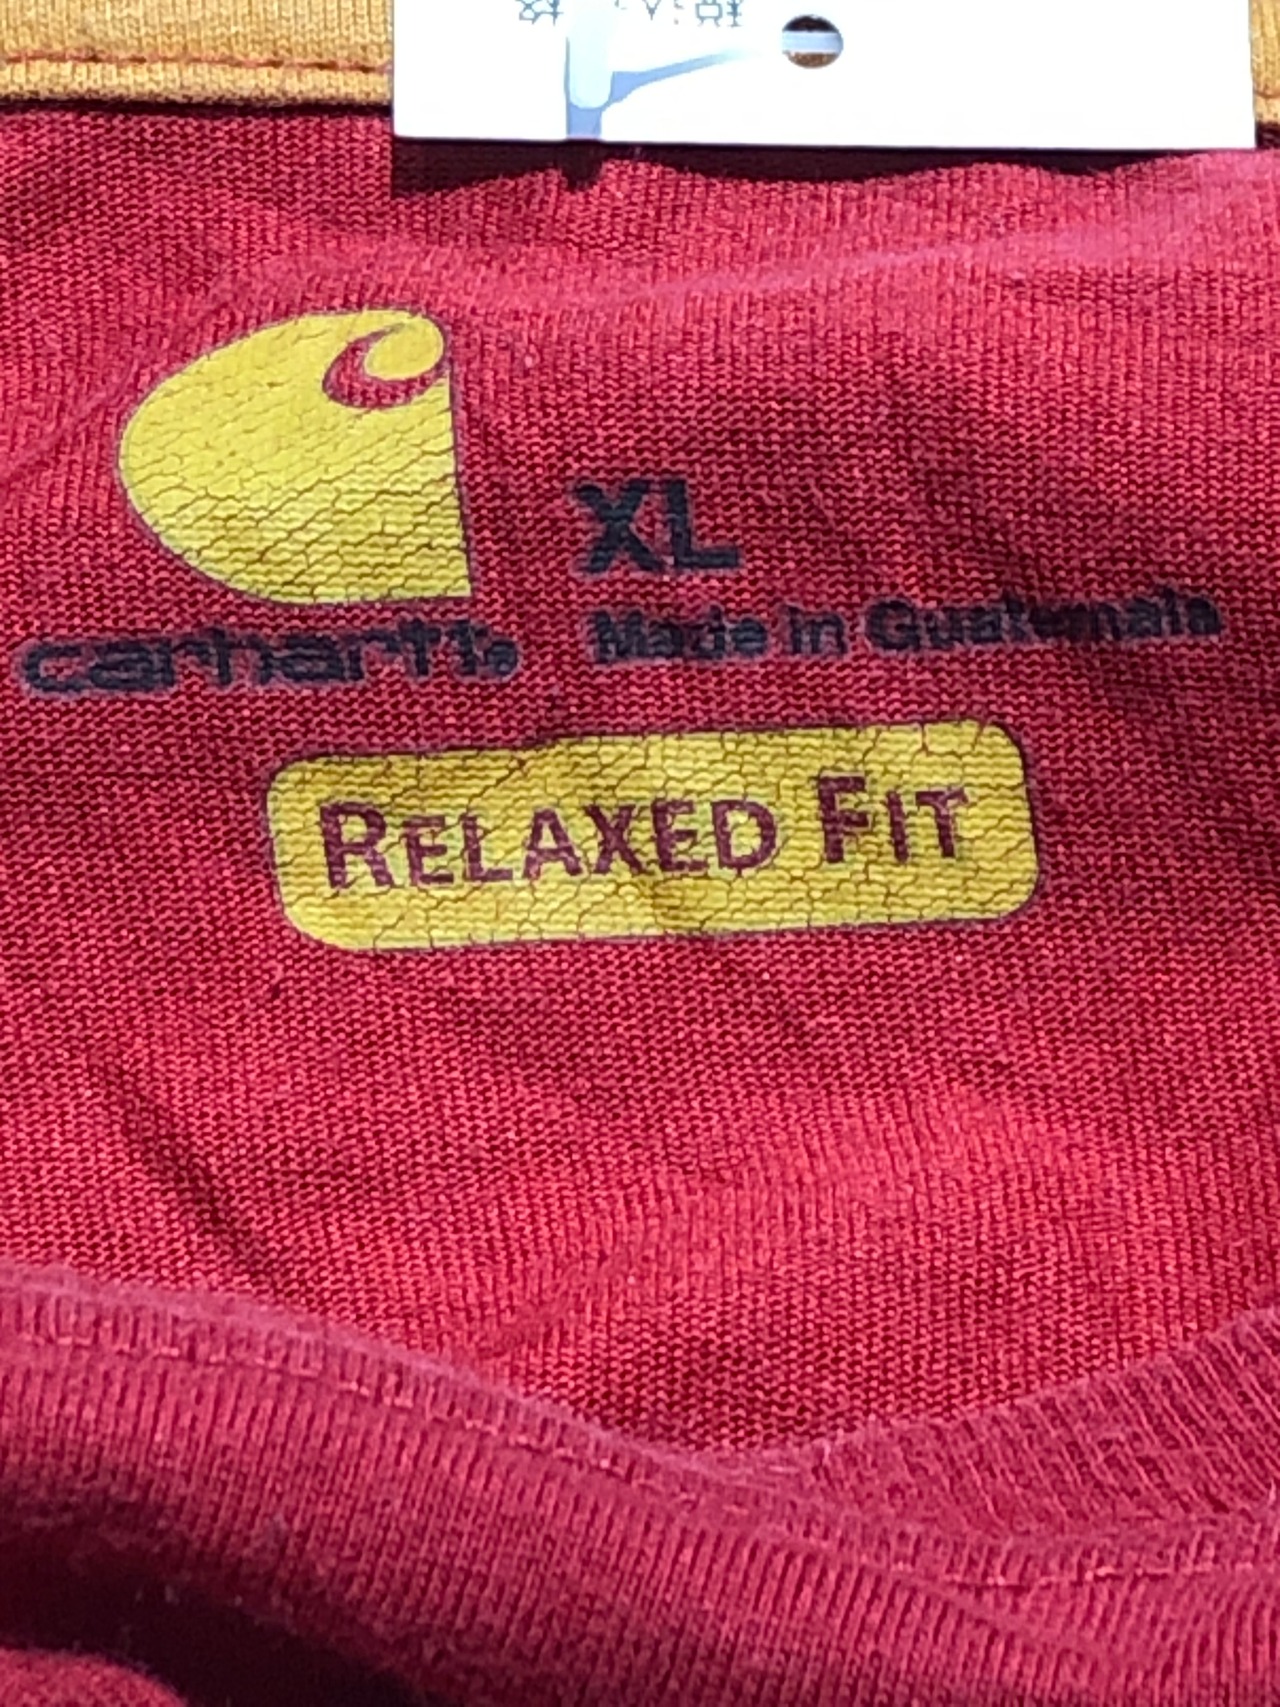 XL
carhartt®
Made in Guatemala
RELAXED FIT